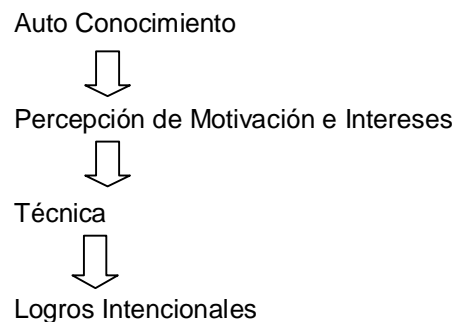 Auto Conocimiento
Percepción de Motivación e Intereses
Técnica
Logros Intencionales